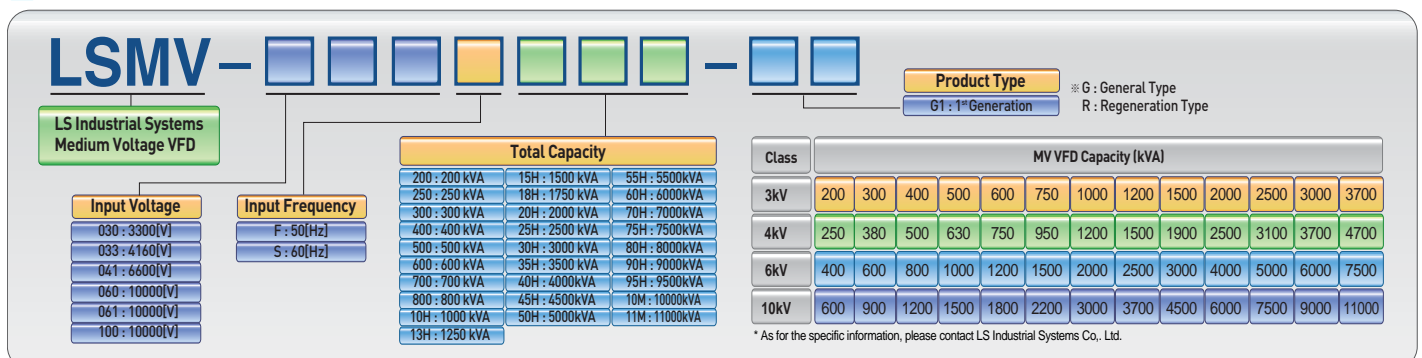 LSMV-
LS Industrial Systems
Medium Voltage VFD
Input Voltage
030 : 3300[V]
033 : 4160[V]
041 : 6600[V]
060 : 10000[V]
061 : 10000[V]
100 : 10000[V]
Input Frequency
F : 50[Hz]
S : 60[Hz]
Total Capacity
200 : 200 kVA 15H : 1500 kVA 55H : 5500kVA
250 : 250 kVA 18H : 1750 kVA 60H : 6000kVA
300 : 300 kVA 20H : 2000 kVA 70H : 7000kVA
400 : 400 kVA 25H : 2500 kVA 75H : 7500kVA
500 : 500 kVA 30H : 3000 kVA 80H : 8000kVA
600 : 600 kVA 35H : 3500 kVA 90H : 9000kVA
700 : 700 kVA 40H : 4000kVA 95H : 9500kVA
800 : 800 kVA 45H : 4500kVA 10M : 10000kVA
10H : 1000 kVA 50H : 5000kVA 11M : 11000kVA
13H : 1250 kVA
Product Type
G1 : 1st Generation
※ G : General Type
R : Regeneration Type
Class MV VFD Capacity (kVA)
3kV 200 300 400 500 600 750 1000 1200 1500 2000 2500 3000 3700
4kV 250 380 500 630 750 950 1200 1500 1900 2500 3100 3700 4700
6kV 400 600 800 1000 1200 1500 2000 2500 3000 4000 5000 6000 7500
10kV 600 900 1200 1500 1800 2200 3000 3700 4500 6000 7500 9000 11000
* As for the specific information, please contact LS Industrial Systems Co,. Ltd.